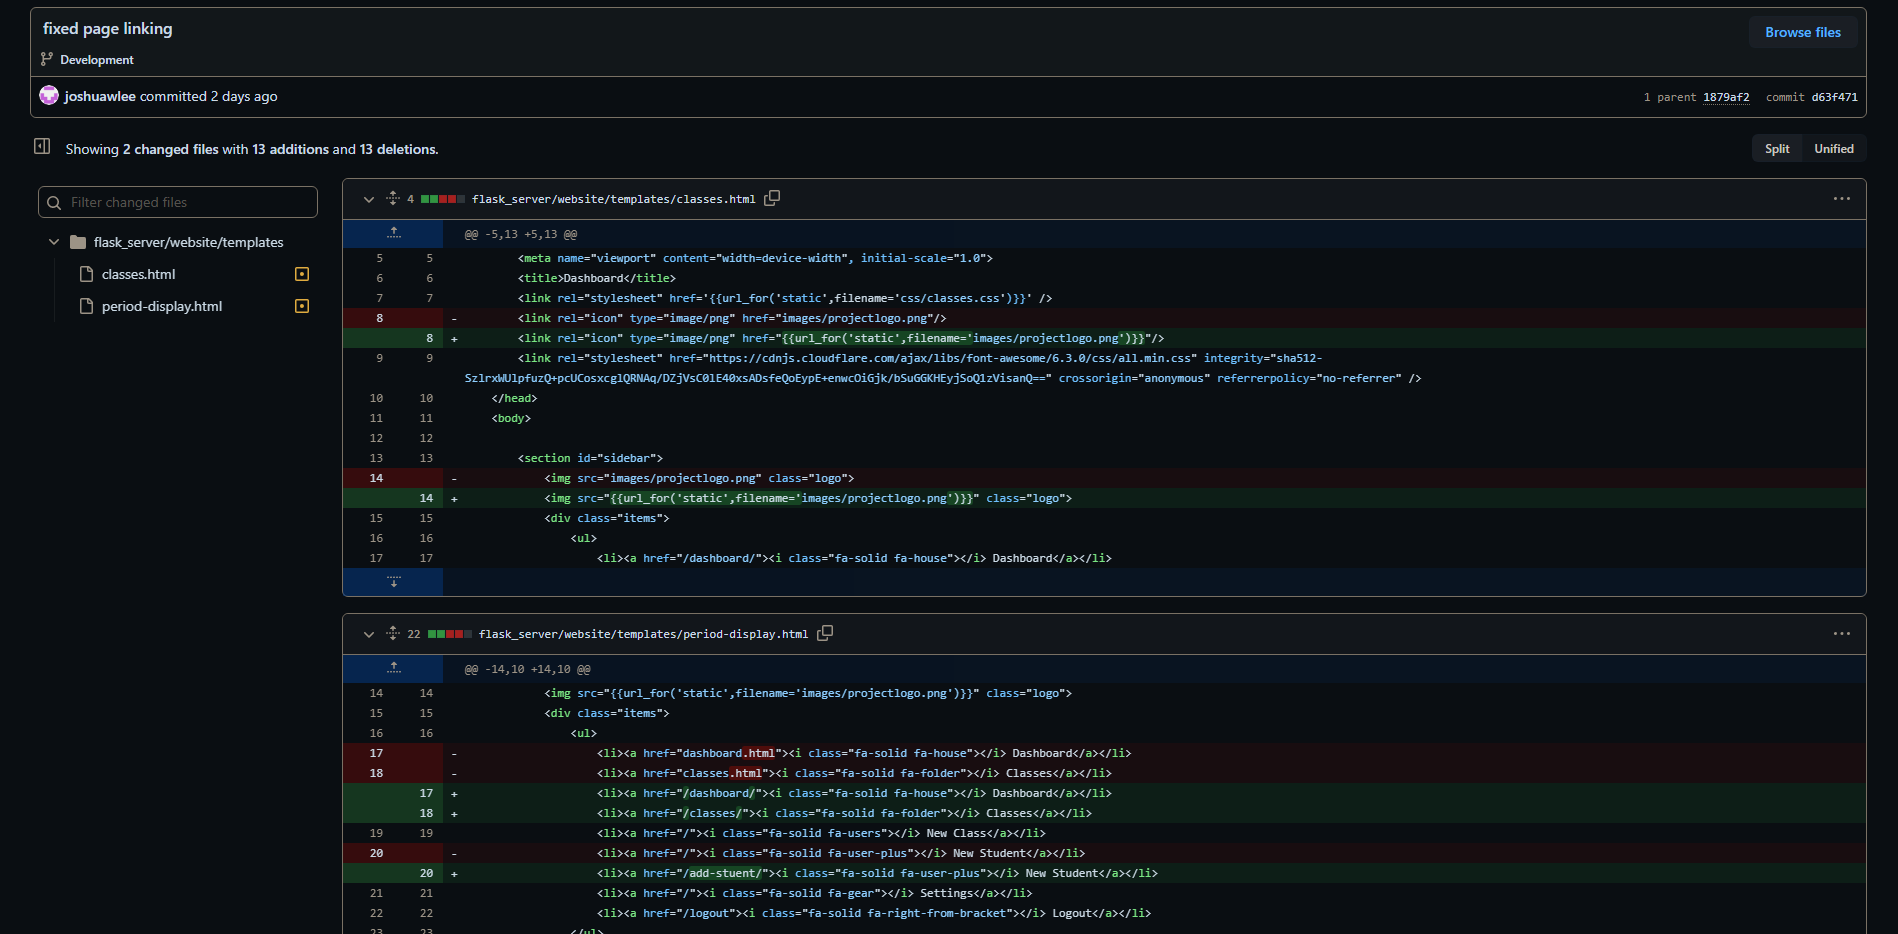 fixed page linking
Browse files
Development
joshuawlee committed 2 days ago
1 parent 1879af2 commit d63f471
Showing 2 changed files with 13 additions and 13 deletions.
Split Unified
Filter changed files
flask_server/website/templates
classes.html
period-display.html
4 flask_server/website/templates/classes.html
@@ -5,13 +5,13 @@
5 5 <meta name="viewport" content="width=device-width", initial-scale="1.0">
6 6 <title>Dashboard</title>
7 7 <link rel="stylesheet" href='{{url_for('static',filename='css/classes.css')}}' />
8 - <link rel="icon" type="image/png" href="images/projectlogo.png"/>
8 + <link rel="icon" type="image/png" href="{{url_for('static',filename='images/projectlogo.png')}}"/>
9 9 <link rel="stylesheet" href="https://cdnjs.cloudflare.com/ajax/libs/font-awesome/6.3.0/css/all.min.css" integrity="sha512-
SzlrxWUlpfuzQ+pcUCosxcglQRNAq/DZjVsC0lE40xsADsfeQoEypE+enwcOiGjk/bSuGGKHEyjSoQ1zVisanQ==" crossorigin="anonymous" referrerpolicy="no-referrer" />
10 10 </head>
11 11 <body>
12 12
13 13 <section id="sidebar">
14 - <img src="images/projectlogo.png" class="logo">
14 + <img src="{{url_for('static',filename='images/projectlogo.png')}}" class="logo">
15 15 <div class="items">
16 16 <ul>
17 17 <li><a href="/dashboard/"><i class="fa-solid fa-house"></i> Dashboard</a></li>
22 flask_server/website/templates/period-display.html
@@ -14,10 +14,10 @@
14 14 <img src="{{url_for('static',filename='images/projectlogo.png')}}" class="logo">
15 15 <div class="items">
16 16 <ul>
17 - <li><a href="dashboard.html"><i class="fa-solid fa-house"></i> Dashboard</a></li>
18 - <li><a href="classes.html"><i class="fa-solid fa-folder"></i> Classes</a></li>
17 + <li><a href="/dashboard/"><i class="fa-solid fa-house"></i> Dashboard</a></li>
18 + <li><a href="/classes/"><i class="fa-solid fa-folder"></i> Classes</a></li>
19 19 <li><a href="/"><i class="fa-solid fa-users"></i> New Class</a></li>
20 - <li><a href="/"><i class="fa-solid fa-user-plus"></i> New Student</a></li>
20 + <li><a href="/add-stuent/"><i class="fa-solid fa-user-plus"></i> New Student</a></li>
21 21 <li><a href="/"><i class="fa-solid fa-gear"></i> Settings</a></li>
22 22 <li><a href="/logout"><i class="fa-solid fa-right-from-bracket"></i> Logout</a></li>
23 23 </ul>